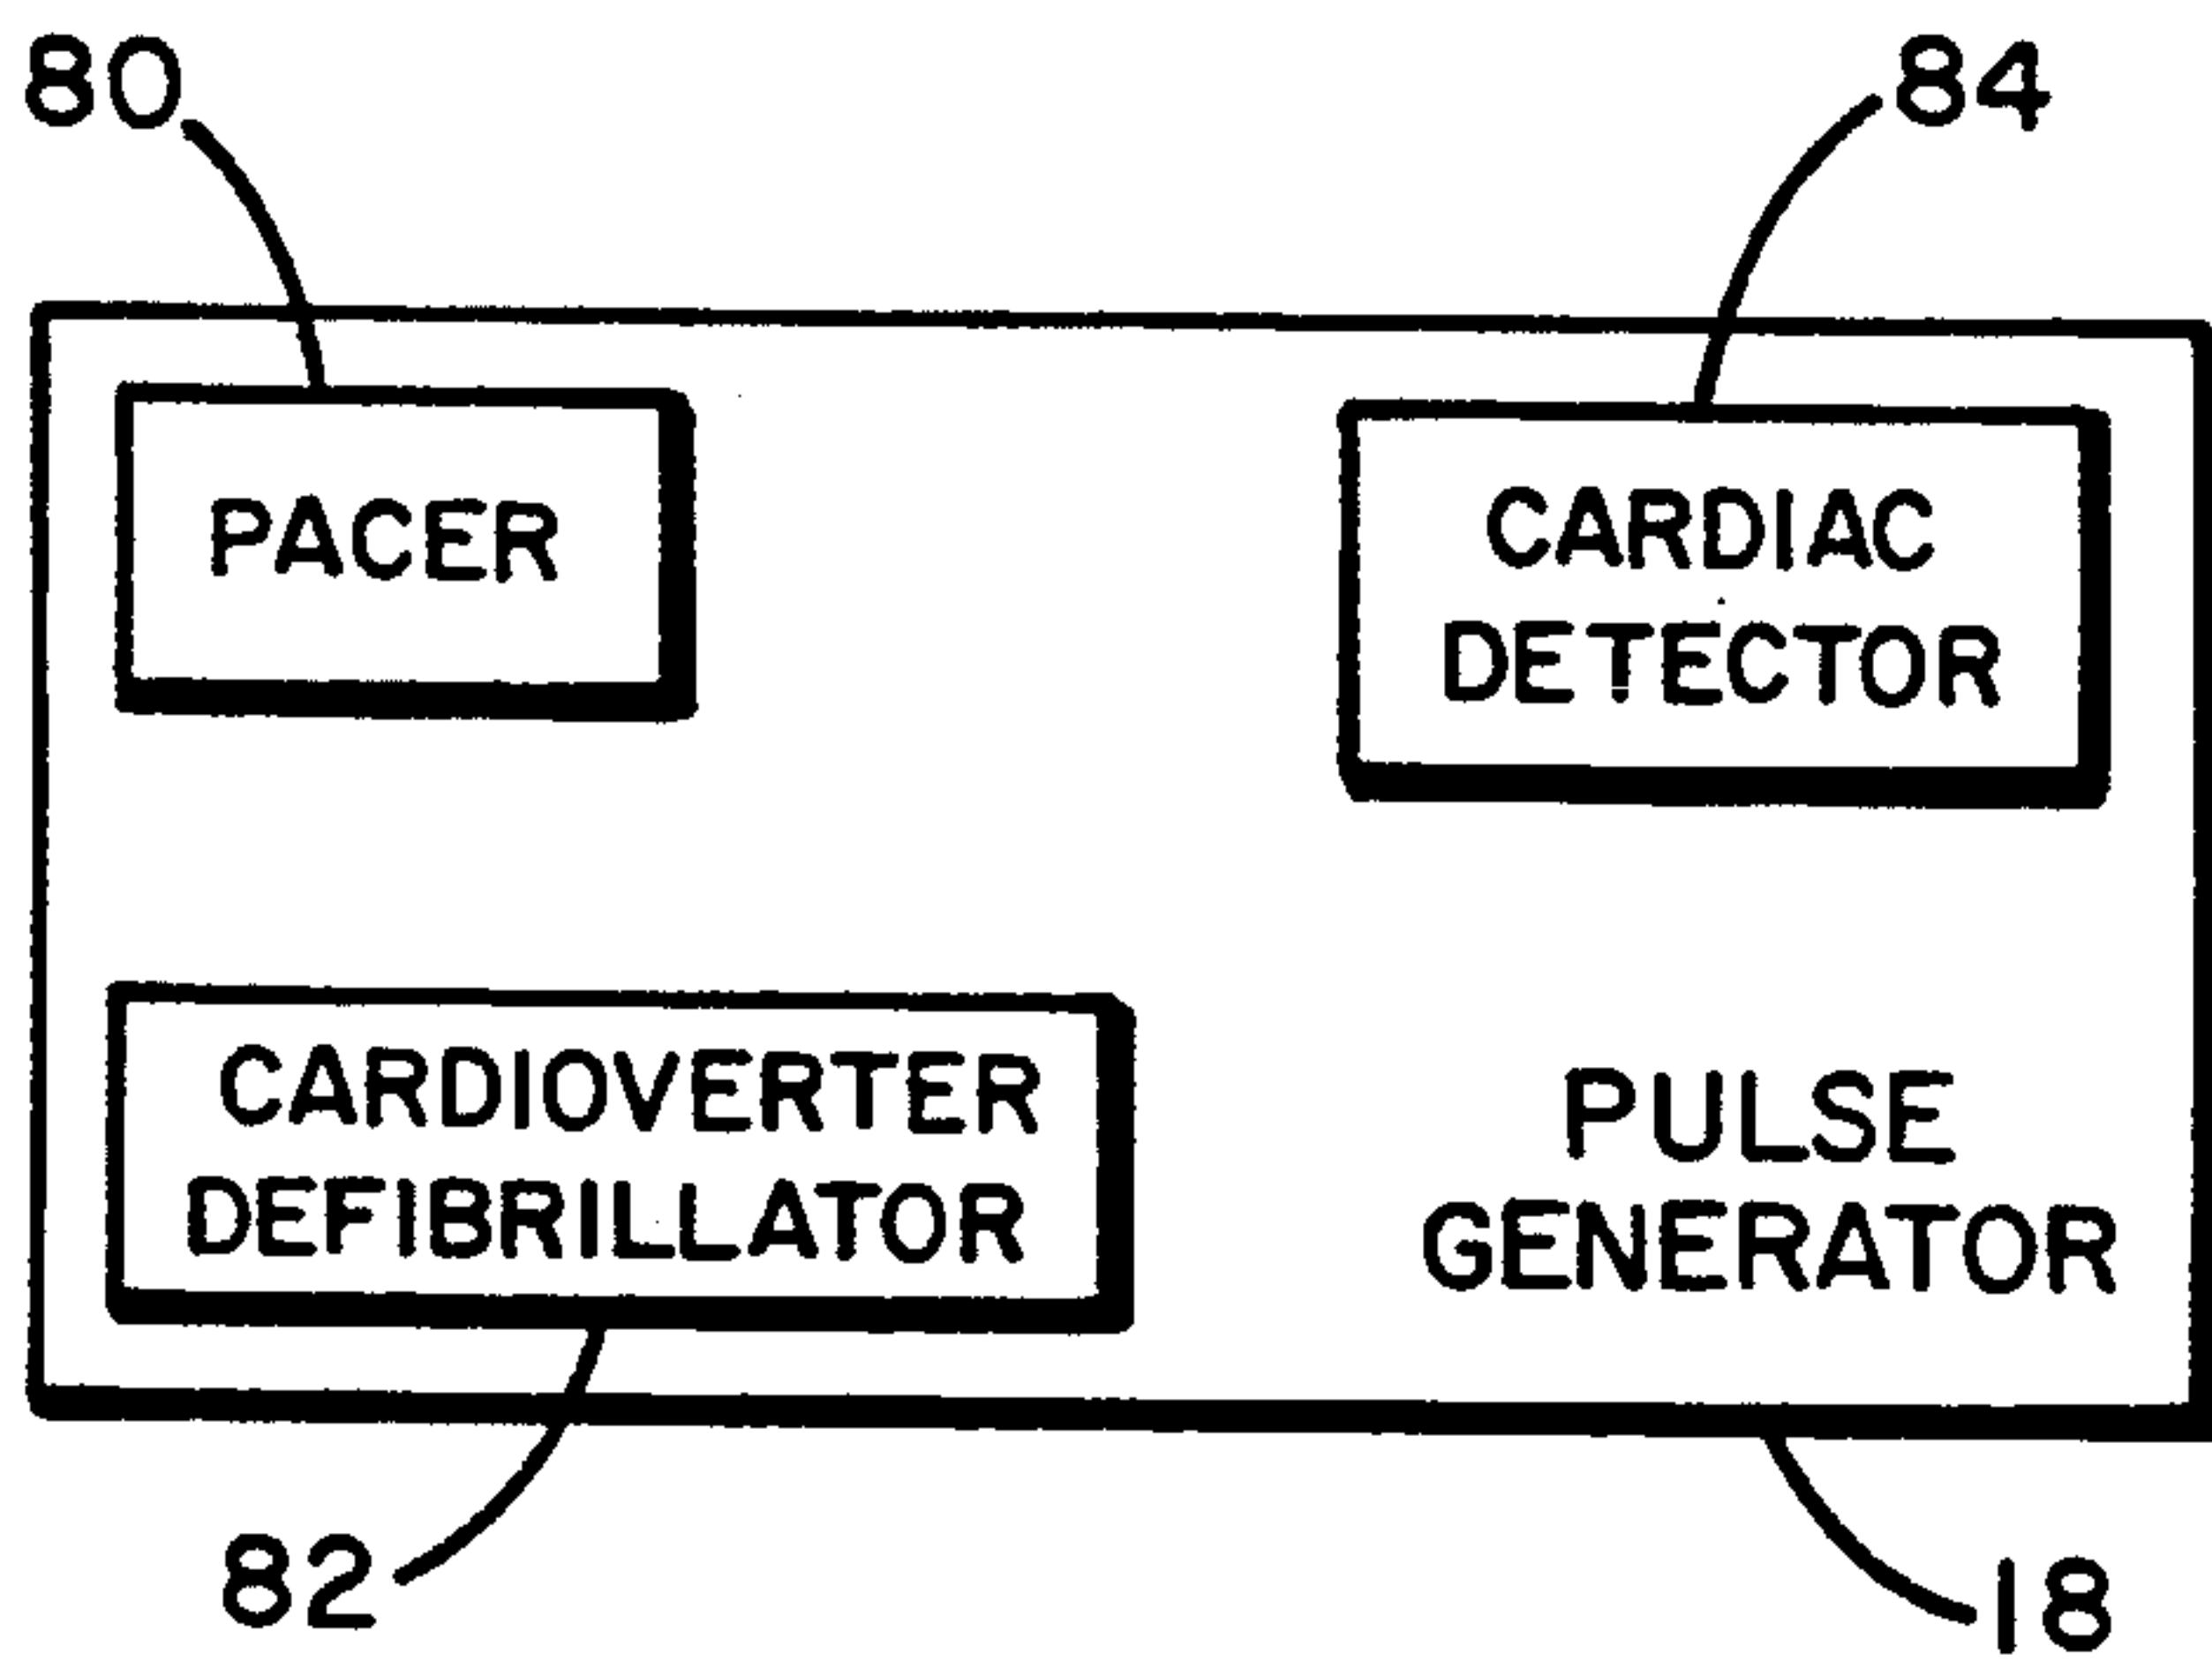 80
84
PACER
CARDIAC
DETECTOR
CARDIOVERTER
DEFIBRILLATOR
PULSE
GENERATOR
82
18